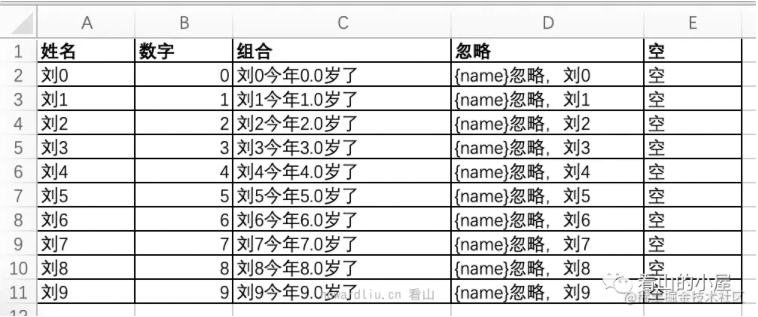 A B C D E
1 姓名 数字 组合 忽略 空
2 刘0 0 刘0今年0.0岁了 {name}忽略，刘0 空
3 刘1 1 刘1今年1.0岁了 {name}忽略，刘1 空
4 刘2 2 刘2今年2.0岁了 {name}忽略，刘2 空
5 刘3 3 刘3今年3.0岁了 {name}忽略，刘3 空
6 刘4 4 刘4今年4.0岁了 {name}忽略，刘4 空
7 刘5 5 刘5今年5.0岁了 {name}忽略，刘5 空
8 刘6 6 刘6今年6.0岁了 {name}忽略，刘6 空
9 刘7 7 刘7今年7.0岁了 {name}忽略，刘7 空
10 刘8 8 刘8今年8.0岁了 {name}忽略，刘8 空
看山的小屋
11 刘9 9 刘9今年9.0岁了 {name}忽略，刘9 空
liu.cn 看山
掘金技术社区